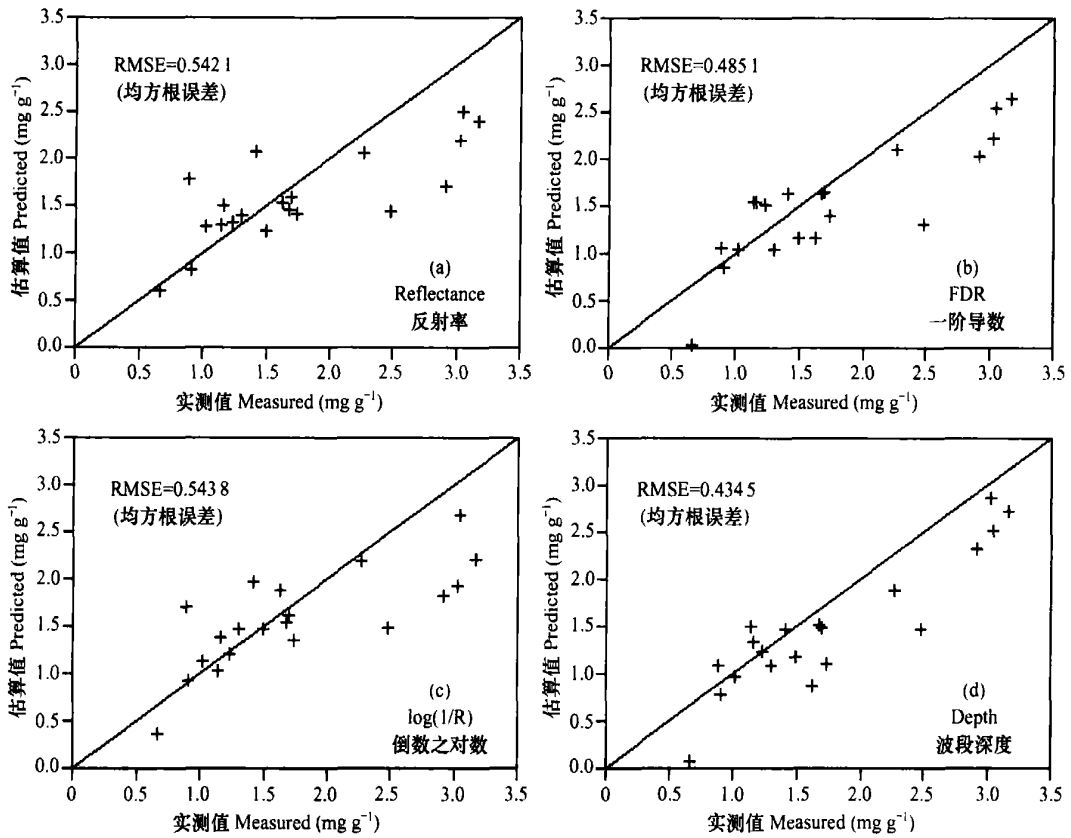 3.5
3.0
2.5
2.0
1.5
1.0
0.5
0.0
估算值 Predicted (mg g⁻¹)
RMSE=0.542 1
(均方根误差)
(a)
Reflectance
反射率
0 0.5 1.0 1.5 2.0 2.5 3.0 3.5
实测值 Measured (mg g⁻¹)
3.5
3.0
2.5
2.0
1.5
1.0
0.5
0.0
估算值 Predicted (mg g⁻¹)
RMSE=0.485 1
(均方根误差)
(b)
FDR
一阶导数
0 0.5 1.0 1.5 2.0 2.5 3.0 3.5
实测值 Measured (mg g⁻¹)
3.5
3.0
2.5
2.0
1.5
1.0
0.5
0.0
估算值 Predicted (mg g⁻¹)
RMSE=0.543 8
(均方根误差)
(c)
log(1/R)
倒数之对数
0 0.5 1.0 1.5 2.0 2.5 3.0 3.5
实测值 Measured (mg g⁻¹)
3.5
3.0
2.5
2.0
1.5
1.0
0.5
0.0
估算值 Predicted (mg g⁻¹)
RMSE=0.434 5
(均方根误差)
(d)
Depth
波段深度
0 0.5 1.0 1.5 2.0 2.5 3.0 3.5
实测值 Measured (mg g⁻¹)